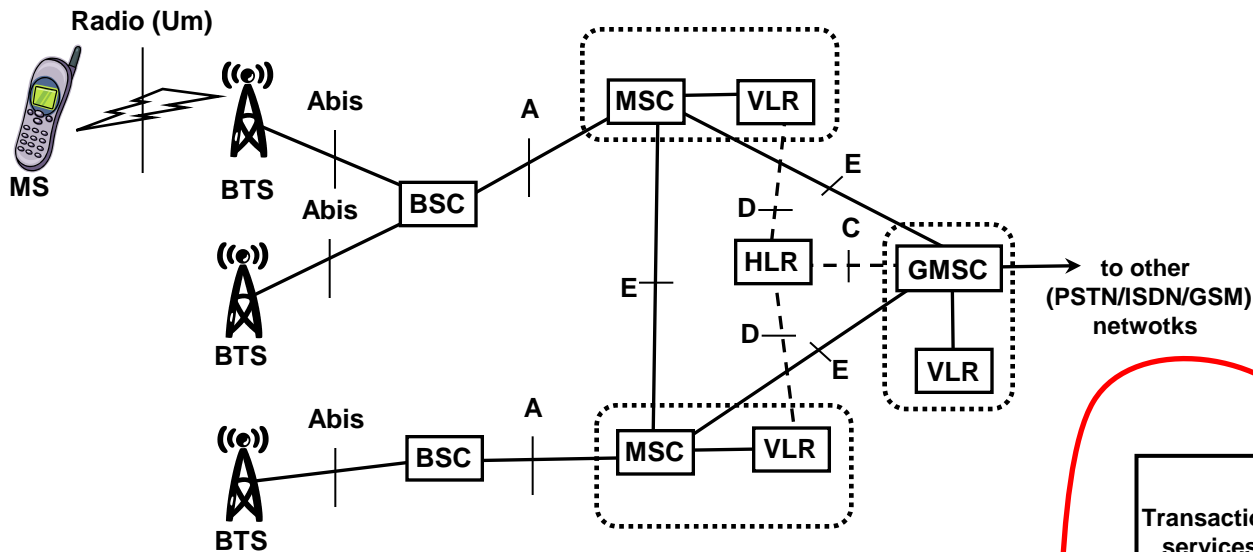 Radio (Um)
MS
BTS
Abis
Abis
BTS
BSC
A
MSC
VLR
E
D
C
HLR
GMSC
to other
(PSTN/ISDN/GSM)
netwotks
E
D
E
VLR
Abis
A
BTS
BSC
MSC
VLR
services